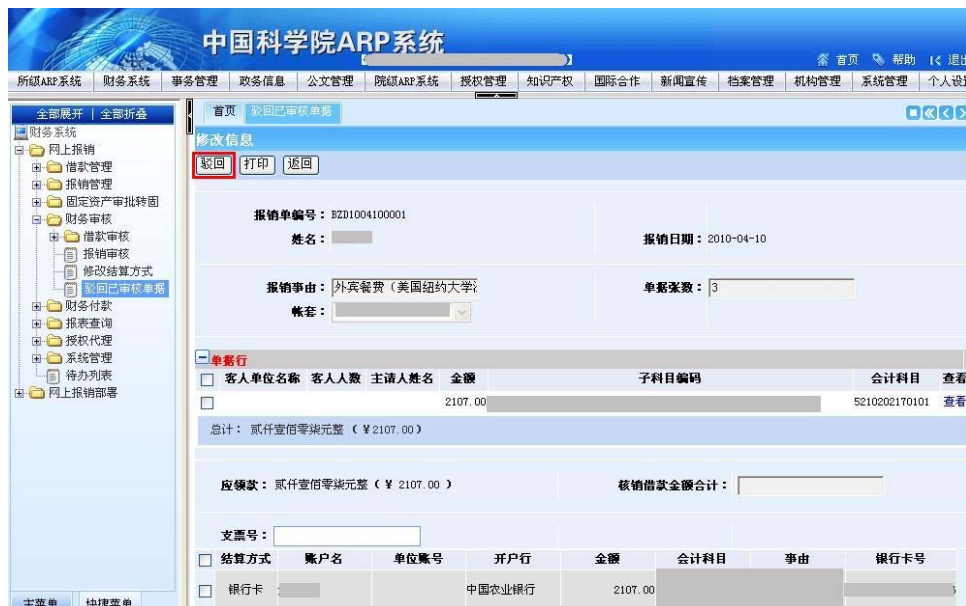 中国科学院ARP系统
首页 帮助 退出
所级ARP系统 财务系统 事务管理 政务信息 公文管理 院级ARP系统 授权管理 知识产权 国际合作 新闻宣传 档案管理 机构管理 系统管理 个人设
全部展开 | 全部折叠
首页 驳回已审核单据
财务系统
网上报销
借款管理
报销管理
固定资产审批转固
财务审核
借款审核
报销审核
修改结算方式
驳回已审核单据
财务付款
报表查询
授权代理
系统管理
待办列表
网上报销部署
主菜单 快捷菜单
修改信息
驳回 打印 返回
报销单编号： BZD1004100001
姓名： 报销日期： 2010-04-10
报销事由： 外宾餐费（美国纽约大学 单据张数： 3
帐套：
单据行
客人单位名称 客人人数 主请人姓名 金额 子科目编码 会计科目 查看
2107.00 5210202170101 查看
总计： 贰仟壹佰零柒元整 （￥2107.00）
应领款： 贰仟壹佰零柒元整（￥ 2107.00 ） 核销借款金额合计：
支票号：
结算方式 账户名 单位账号 开户行 金额 会计科目 事由 银行卡号
银行卡 中国农业银行 2107.00